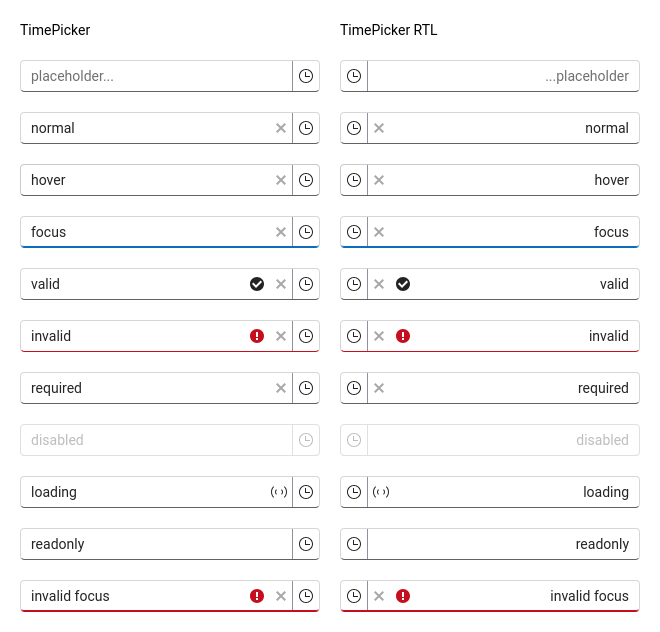 TimePicker
placeholder...
normal
hover
focus
valid
invalid
required
disabled
loading
readonly
invalid focus
TimePicker RTL
...placeholder
normal
hover
focus
valid
invalid
required
disabled
loading
readonly
invalid focus